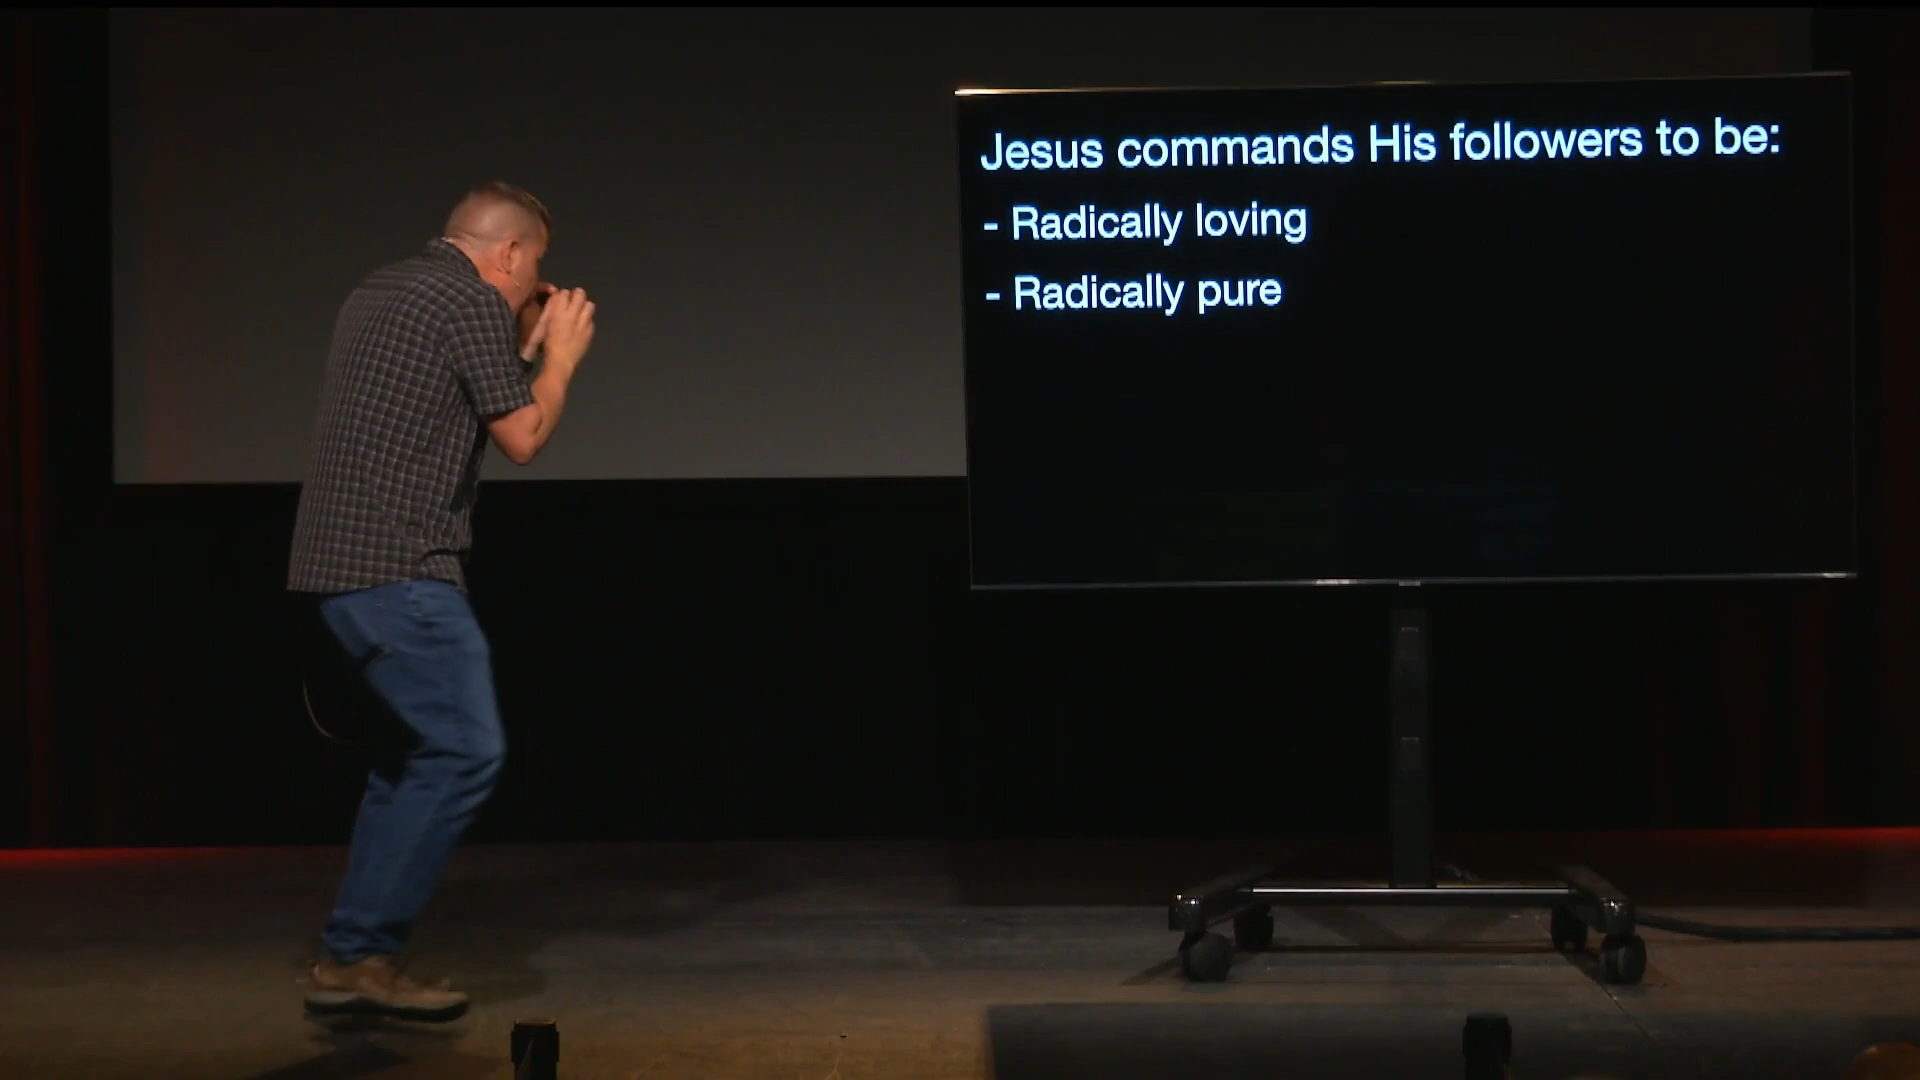 Jesus commands His followers to be:
- Radically loving
- Radically pure